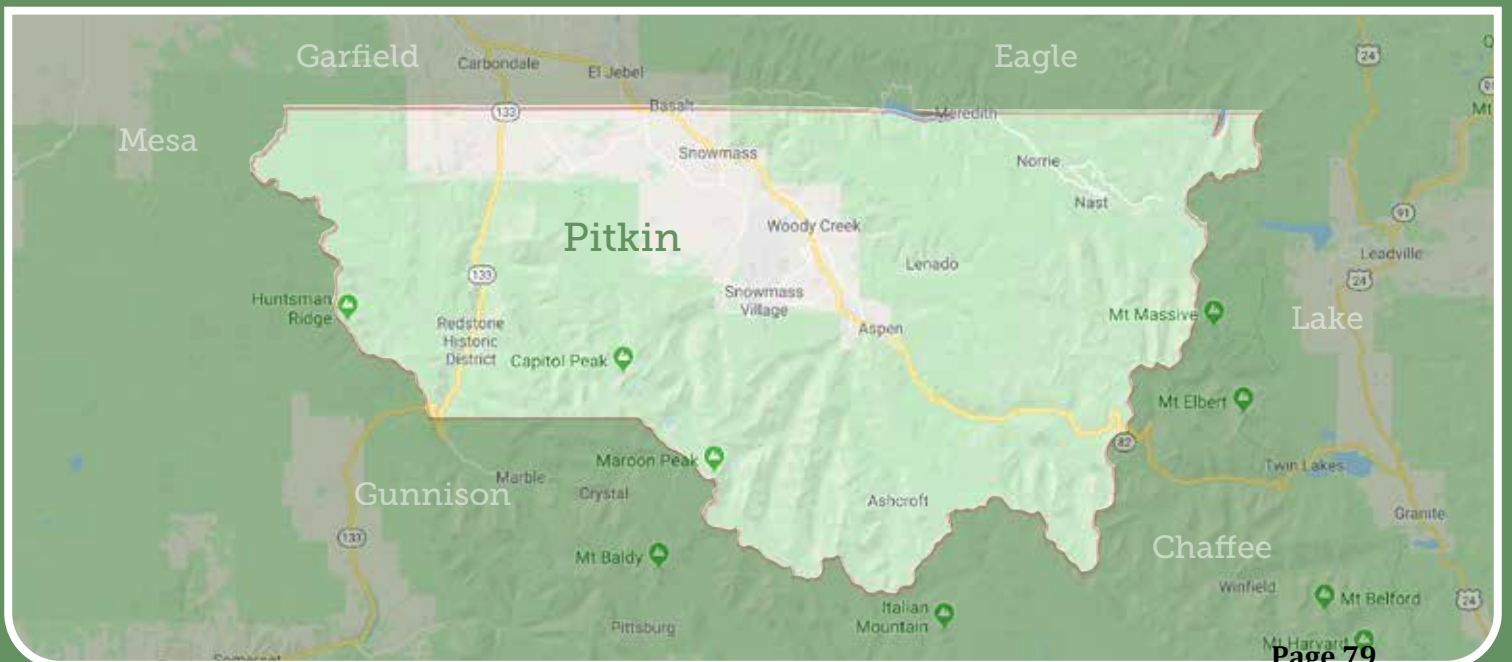 Garfield
Eagle
Carbondale
El Jebel
24
133
Basalt
Meredith
Mt
Mesa
Snowmass
Norrie
Nast
91
Pitkin
Woody Creek
Lenado
Leadville
24
133
Huntsman
Ridge
Snowmass
Village
Redstone
Historic
District
Capitol Peak
Aspen
Mt Massive
Lake
Mt Elbert
82
Maroon Peak
Marble
Crystal
Gunnison
Ashcroft
Twin Lakes
Granite
133
Mt Baldy
Chaffee
Winfield
Mt Belford
24
Italian
Mountain
Pittsburg
Mt Harvard
Somerset
Page 79